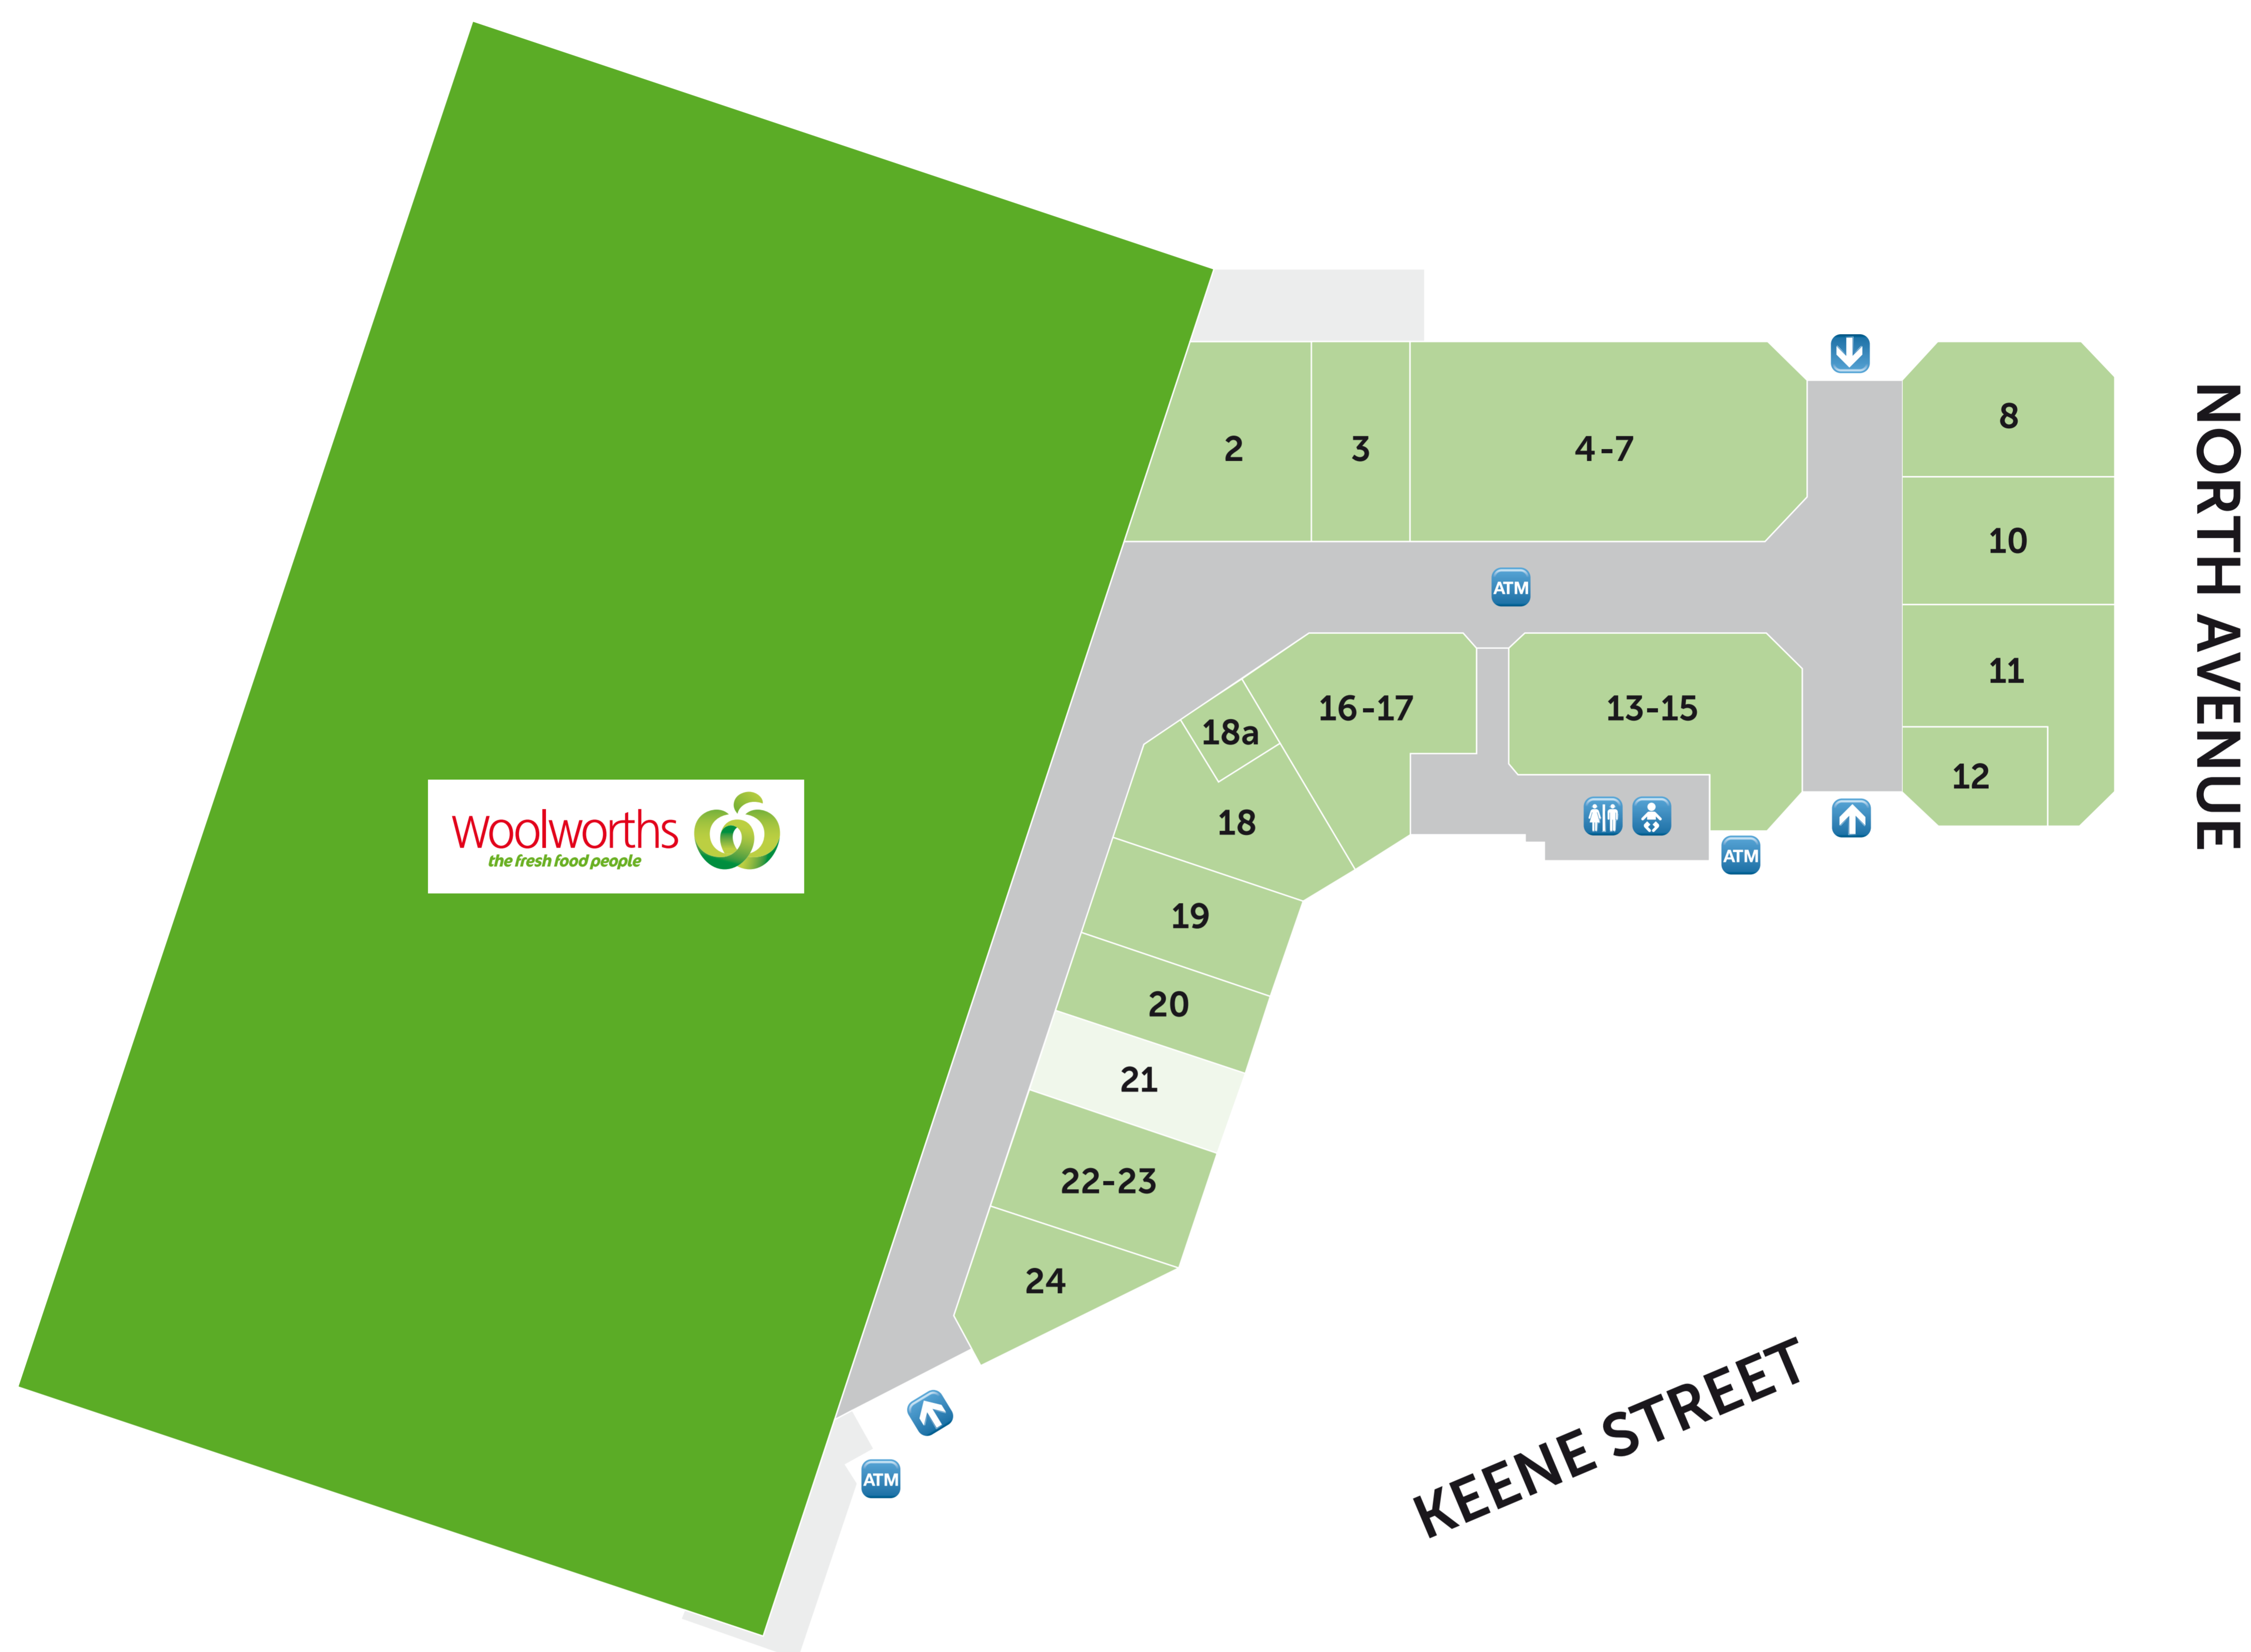 2
3
4-7
8
10
11
12
ATM
16-17
13-15
18a
18
ATM
Woolworths
the fresh food people
19
20
21
22-23
24
ATM
NORTH AVENUE
KEENE STREET